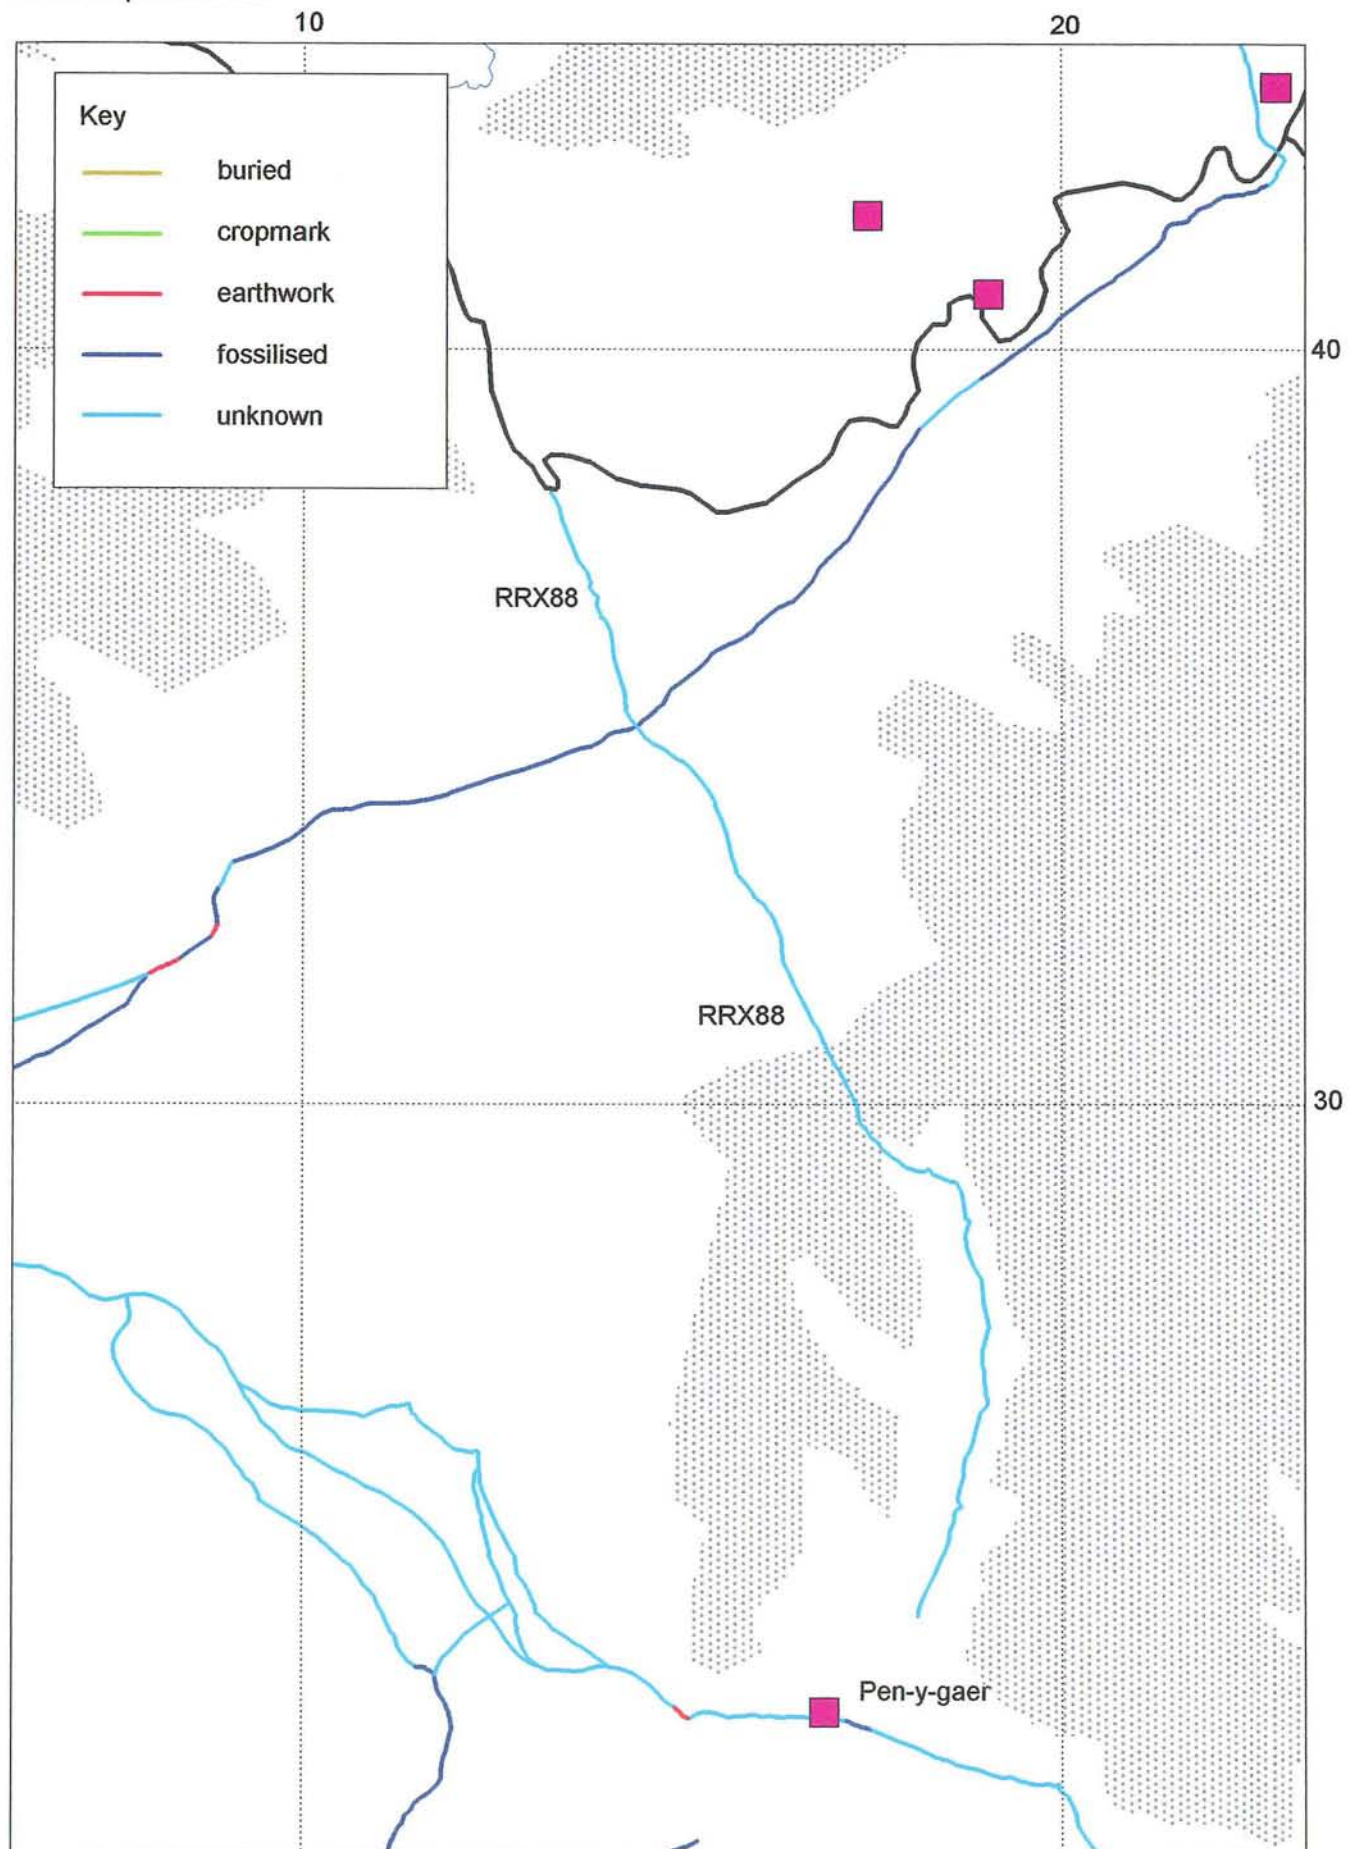 10
20
Key
buried
cropmark
earthwork
fossilised
unknown
40
RRX88
RRX88
30
Pen-y-gaer